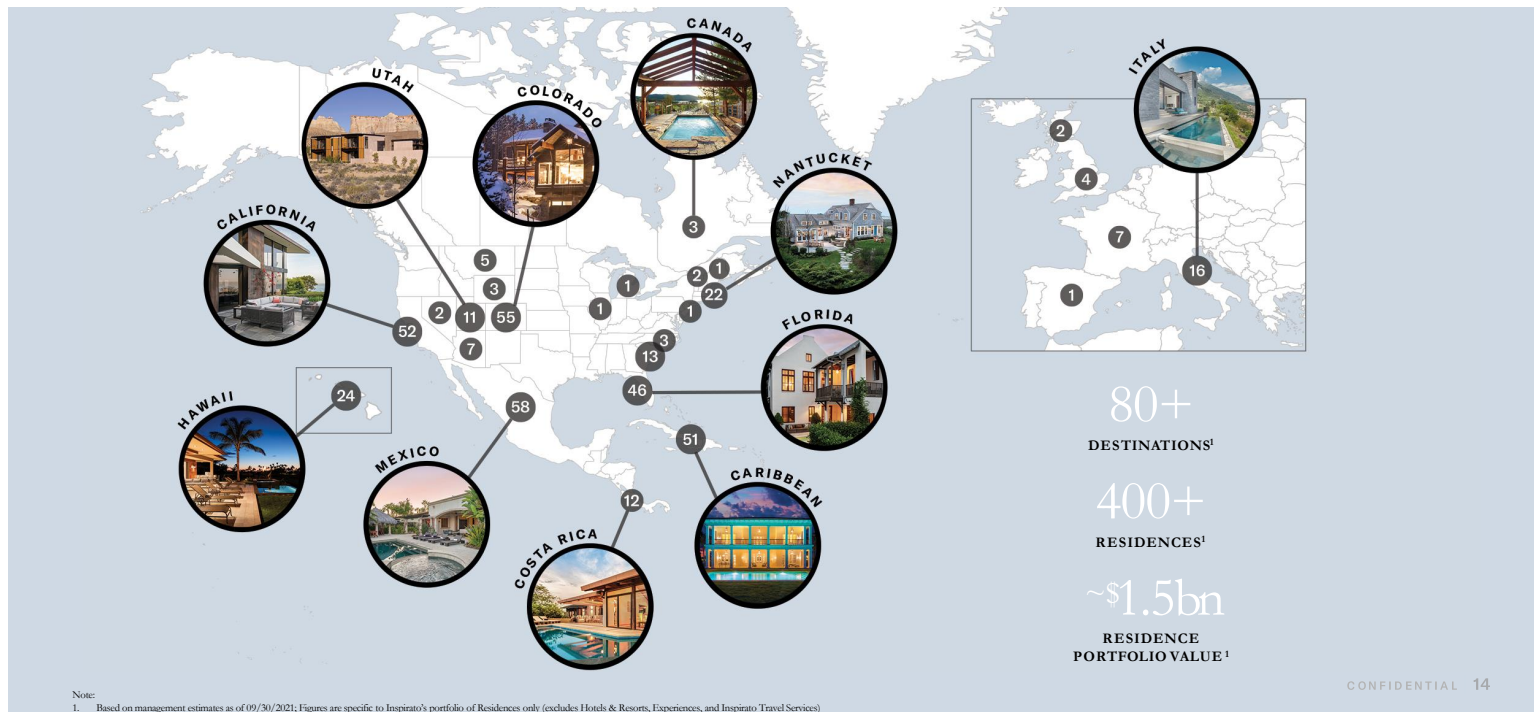 CANADA
ITALY
UTAH
COLORADO
NANTUCKET
CALIFORNIA
FLORIDA
HAWAII
MEXICO
CARIBBEAN
COSTA RICA
2
4
7
16
1
3
5
3
2
11
55
52
7
1
1
2
1
22
1
3
13
46
24
58
51
12
80+
DESTINATIONS¹
400+
RESIDENCES¹
~$1.5bn
RESIDENCE
PORTFOLIO VALUE ¹
CONFIDENTIAL 14
Note:
1. Based on management estimates as of 09/30/2021; Figures are specific to Inspirato's portfolio of Residences only (excludes Hotels & Resorts, Experiences, and Inspirato Travel Services)